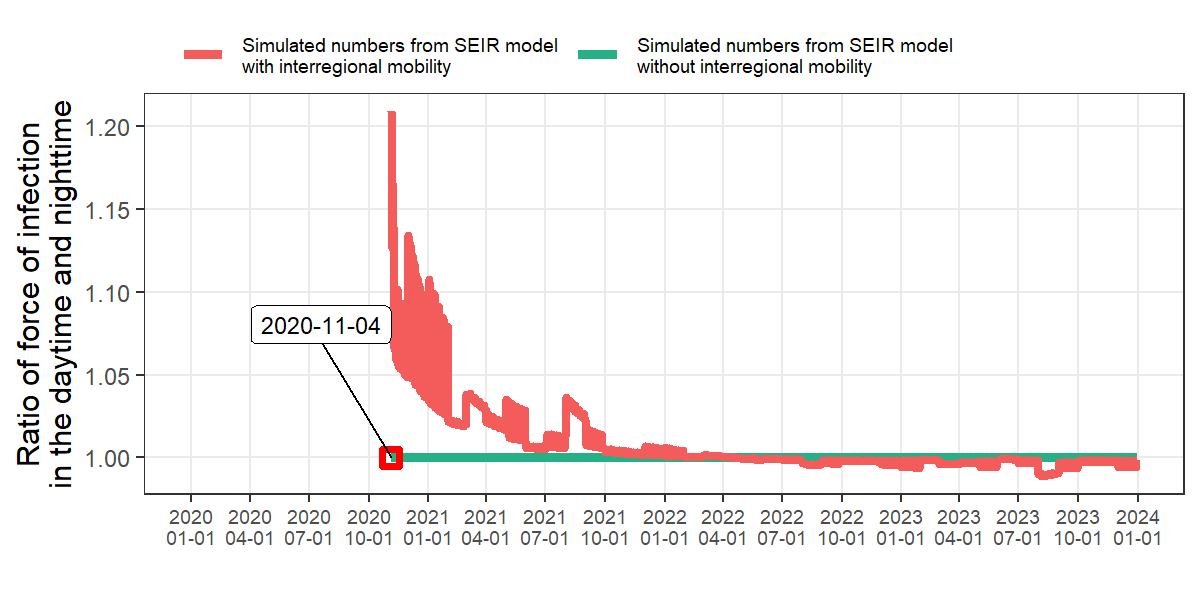 Simulated numbers from SEIR model
with interregional mobility
Simulated numbers from SEIR model
without interregional mobility
Ratio of force of infection
in the daytime and nighttime
1.20
1.15
1.10
1.05
1.00
2020-11-04
2020 2020 2020 2020 2021 2021 2021 2021 2022 2022 2022 2022 2023 2023 2023 2023 2024
01-01 04-01 07-01 10-01 01-01 04-01 07-01 10-01 01-01 04-01 07-01 10-01 01-01 04-01 07-01 10-01 01-01